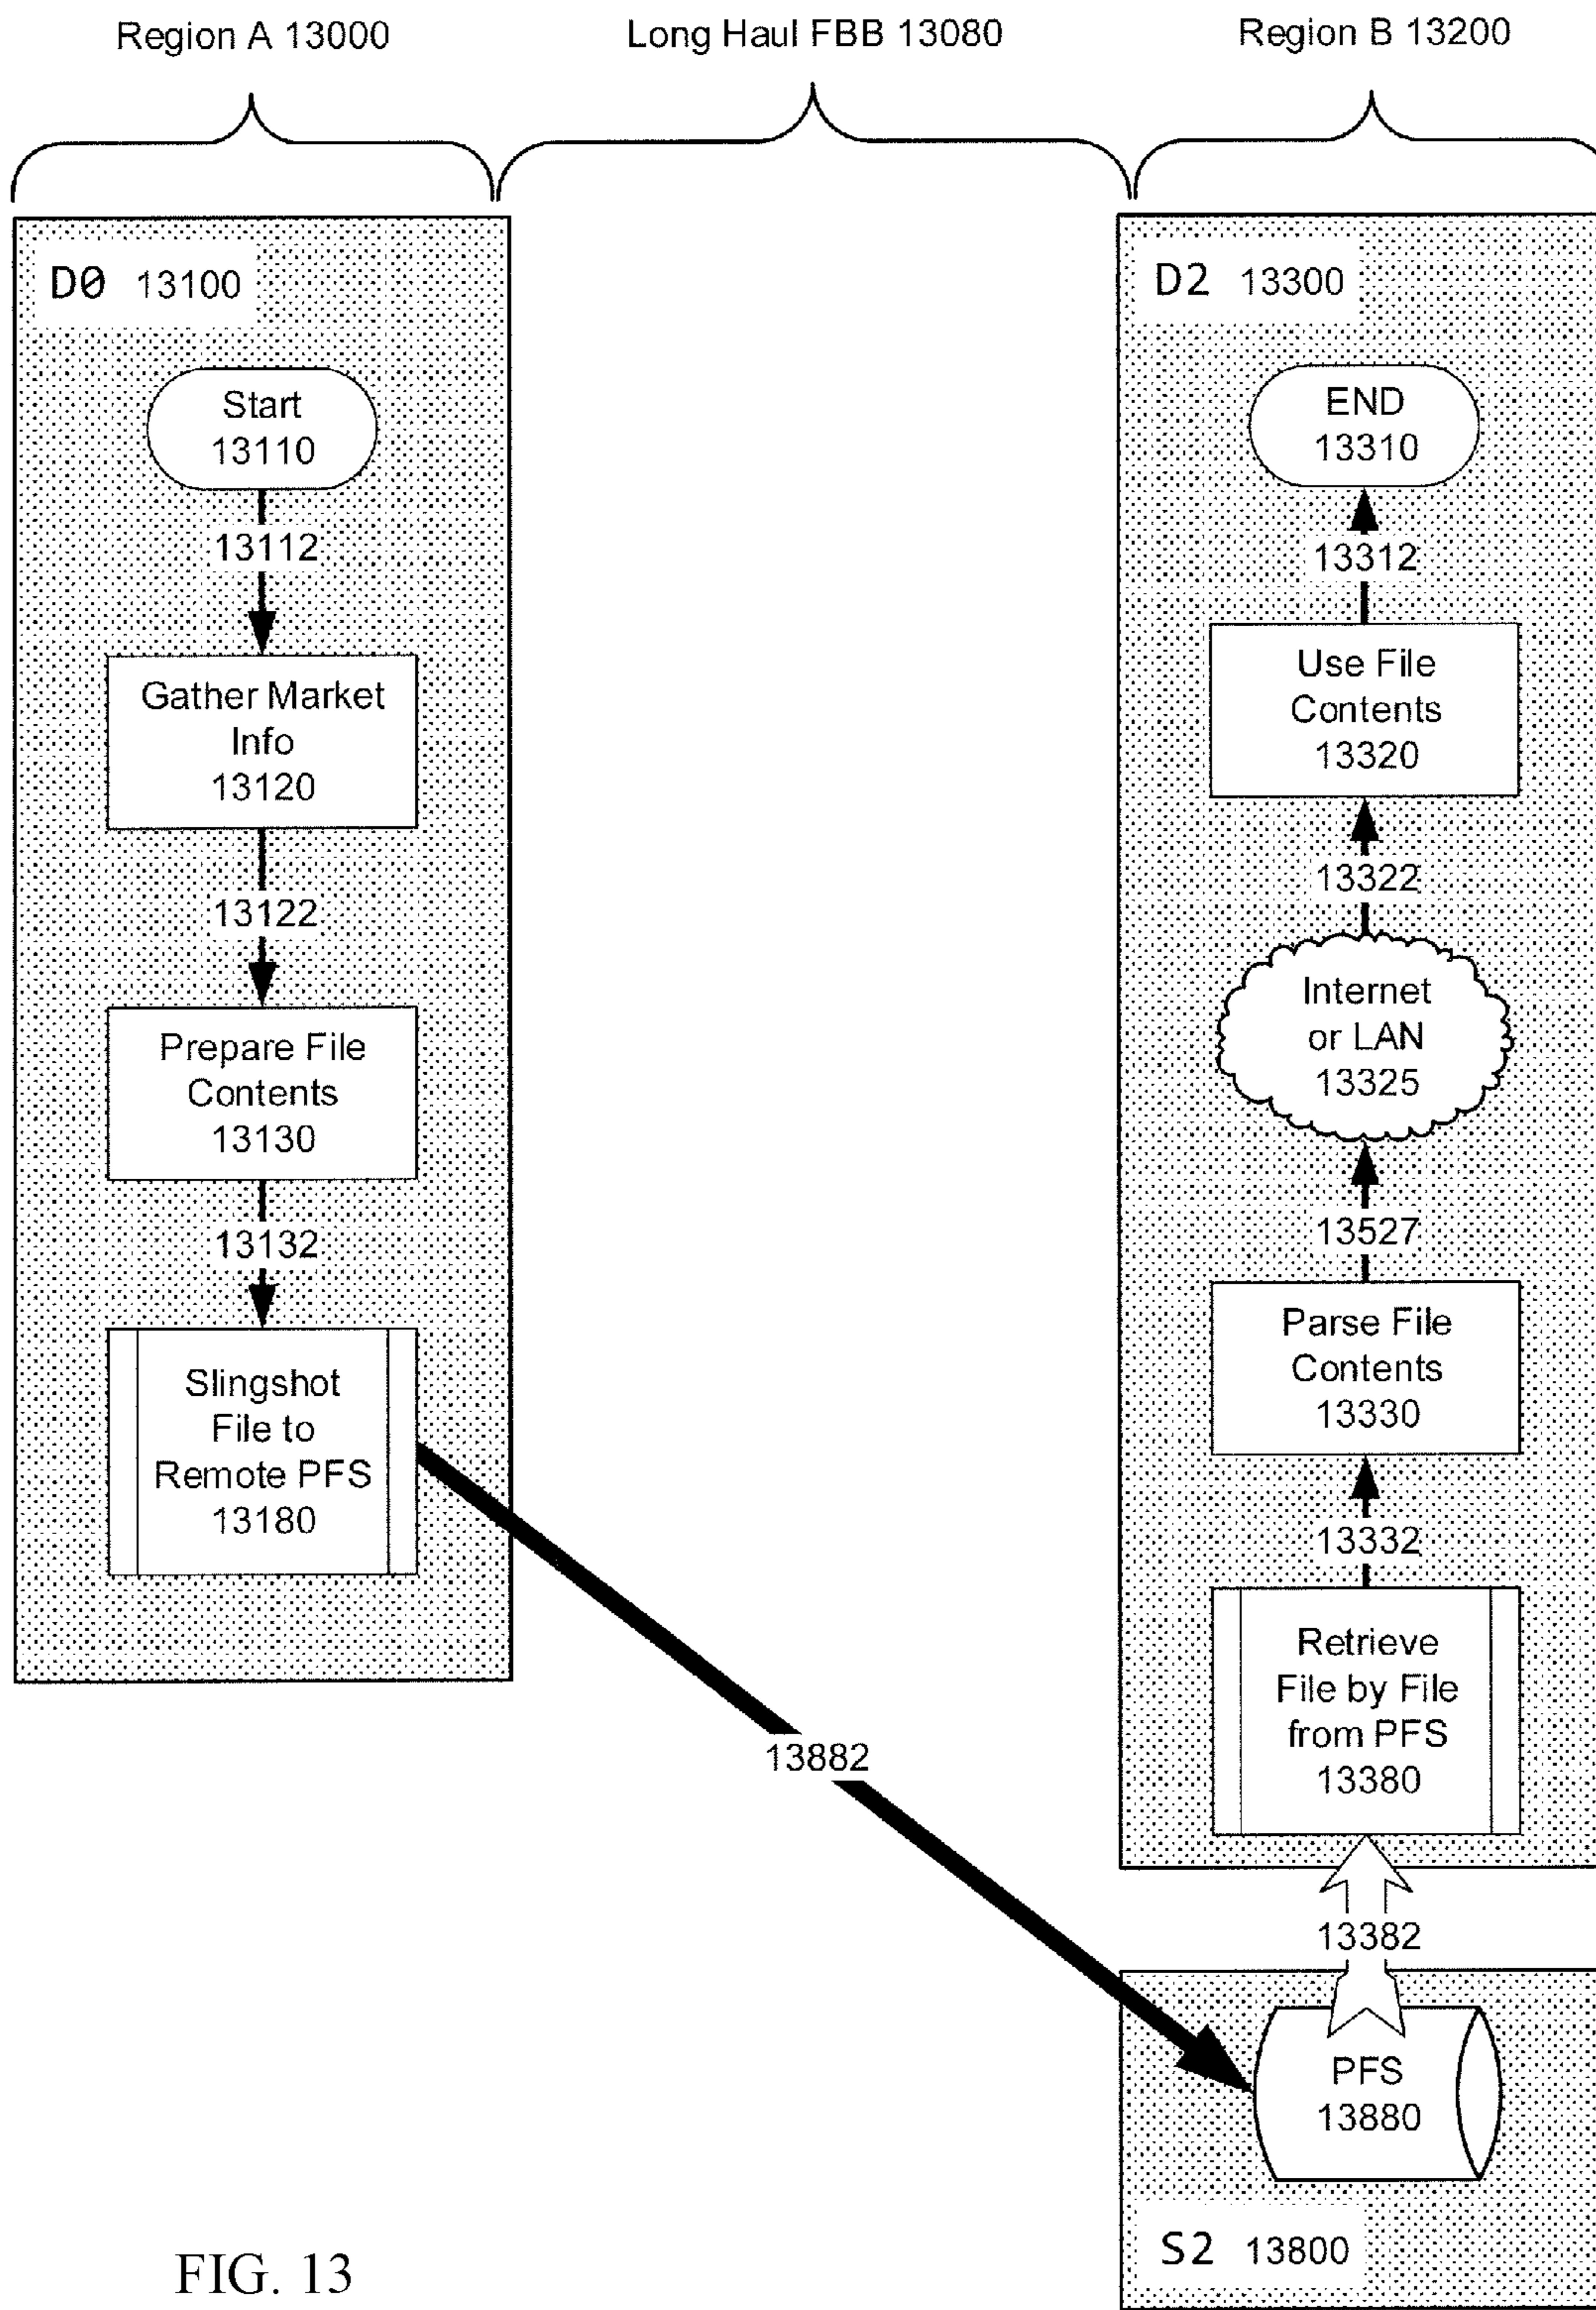 Region A 13000
Long Haul FBB 13080
Region B 13200
D0 13100
Start
13110
13112
Gather Market
Info
13120
13122
Prepare File
Contents
13130
13132
Slingshot
File to
Remote PFS
13180
13882
D2 13300
END
13310
13312
Use File
Contents
13320
13322
Internet
or LAN
13325
13527
Parse File
Contents
13330
13332
Retrieve
File by File
from PFS
13380
13382
PFS
13880
S2 13800
FIG. 13